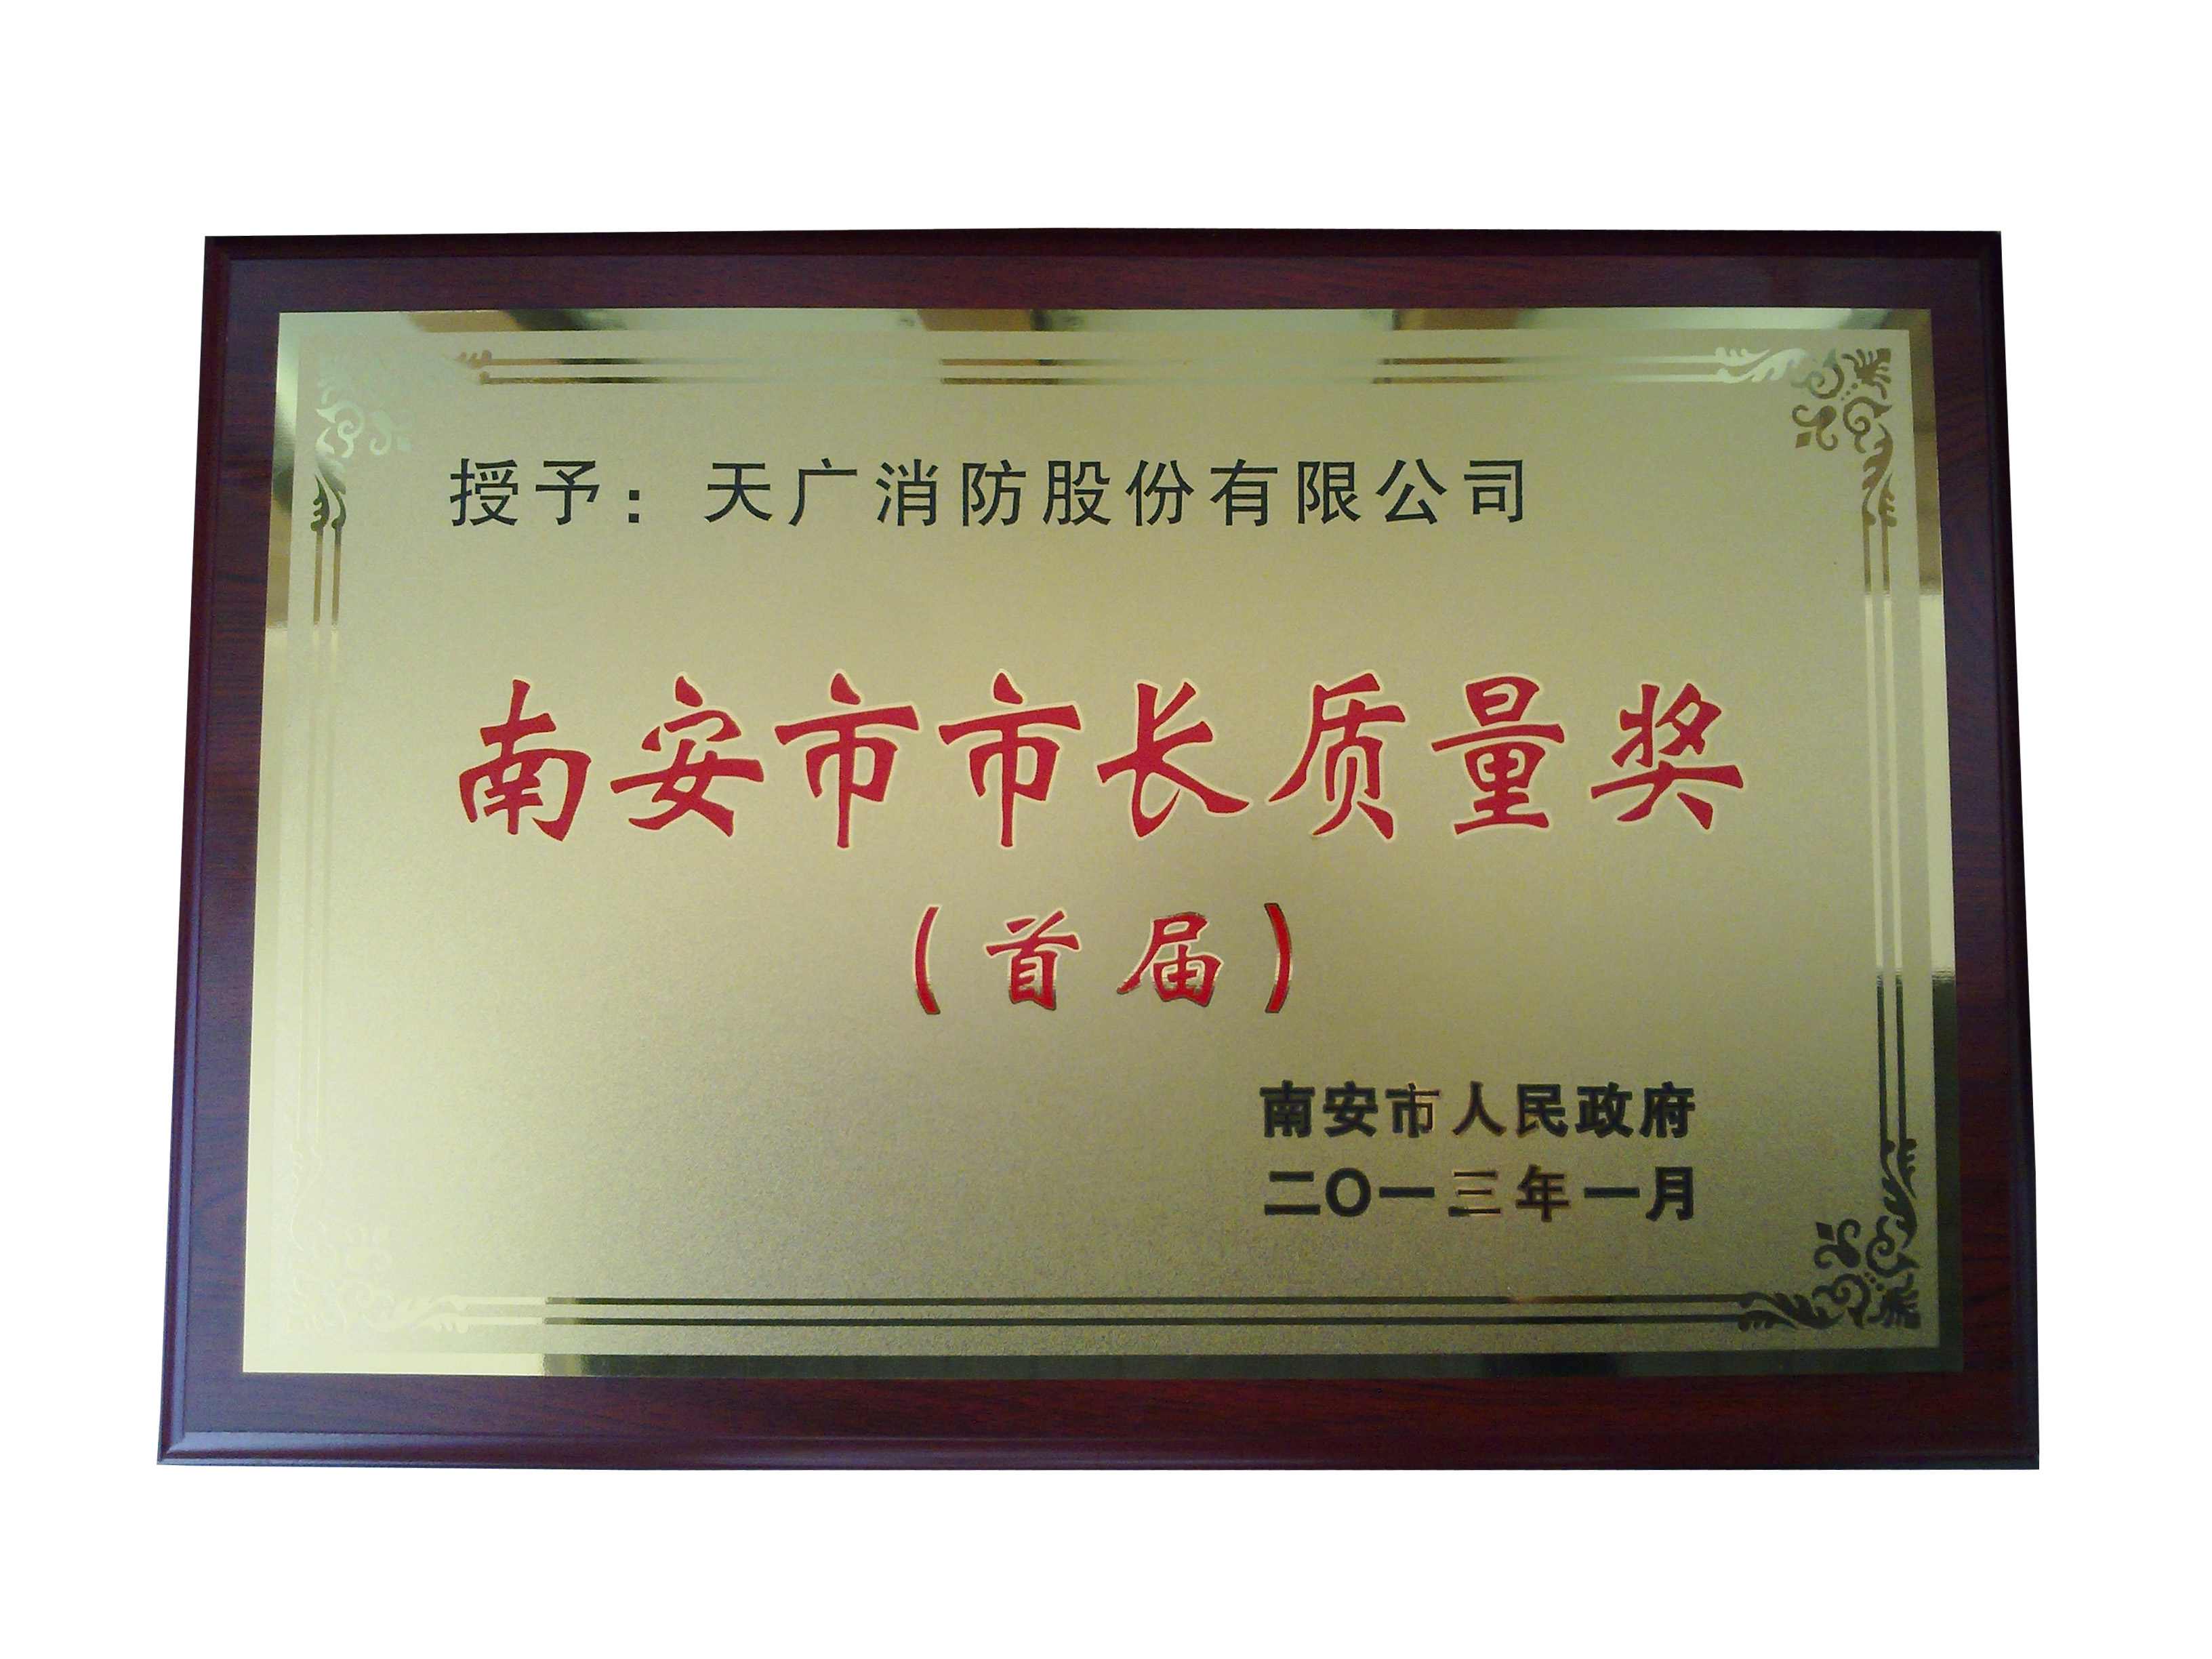 授予：天广消防股份有限公司
南安市市长质量奖
（首届）
南安市人民政府
二〇一三年一月